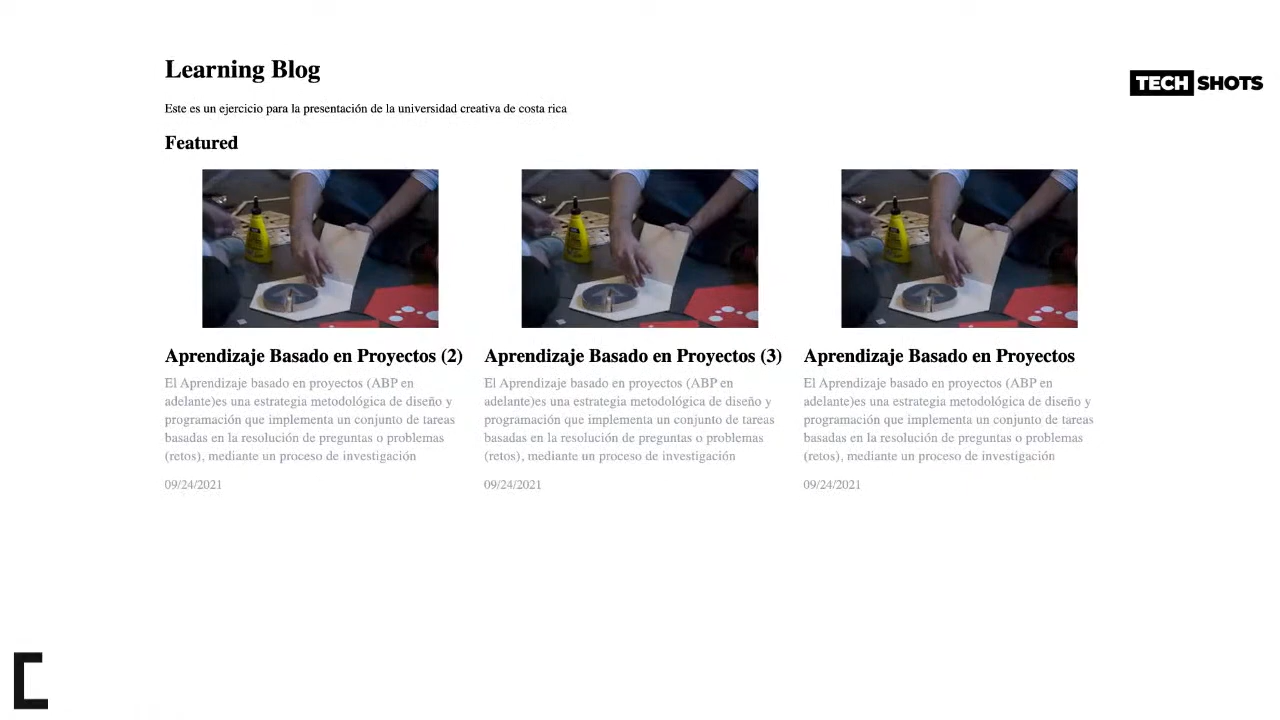 Learning Blog
TECH SHOTS
Este es un ejercicio para la presentación de la universidad creativa de costa rica
Featured
Aprendizaje Basado en Proyectos (2)
El Aprendizaje basado en proyectos (ABP en
adelante)es una estrategia metodológica de diseño y
programación que implementa un conjunto de tareas
basadas en la resolución de preguntas o problemas
(retos), mediante un proceso de investigación
09/24/2021
Aprendizaje Basado en Proyectos (3)
El Aprendizaje basado en proyectos (ABP en
adelante)es una estrategia metodológica de diseño y
programación que implementa un conjunto de tareas
basadas en la resolución de preguntas o problemas
(retos), mediante un proceso de investigación
09/24/2021
Aprendizaje Basado en Proyectos
El Aprendizaje basado en proyectos (ABP en
adelante)es una estrategia metodológica de diseño y
programación que implementa un conjunto de tareas
basadas en la resolución de preguntas o problemas
(retos), mediante un proceso de investigación
09/24/2021